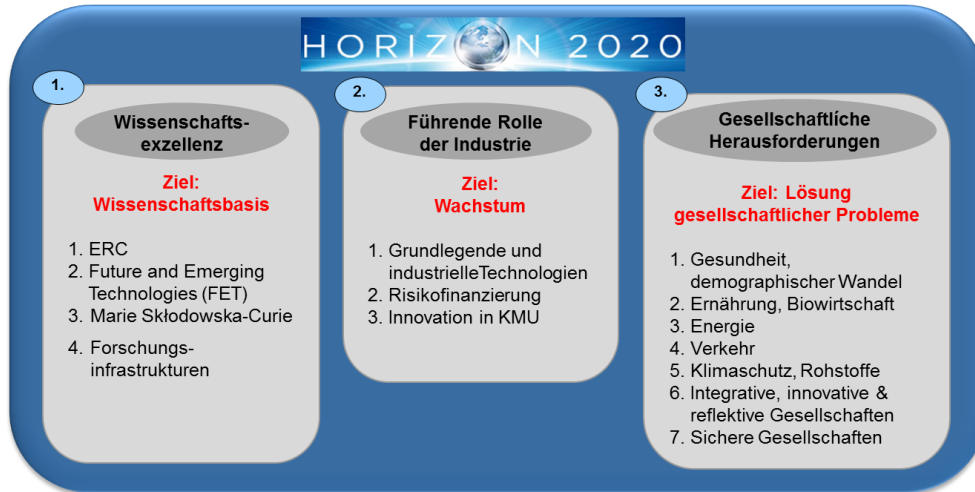 HORIZON 2020
1.
Wissenschafts-
exzellenz
Ziel:
Wissenschaftsbasis
1. ERC
2. Future and Emerging
Technologies (FET)
3. Marie Skłodowska-Curie
4. Forschungs-
infrastrukturen
2.
Führende Rolle
der Industrie
Ziel:
Wachstum
1. Grundlegende und
industrielleTechnologien
2. Risikofinanzierung
3. Innovation in KMU
3.
Gesellschaftliche
Herausforderungen
Ziel: Lösung
gesellschaftlicher Probleme
1. Gesundheit,
demographischer Wandel
2. Ernährung, Biowirtschaft
3. Energie
4. Verkehr
5. Klimaschutz, Rohstoffe
6. Integrative, innovative &
reflektive Gesellschaften
7. Sichere Gesellschaften